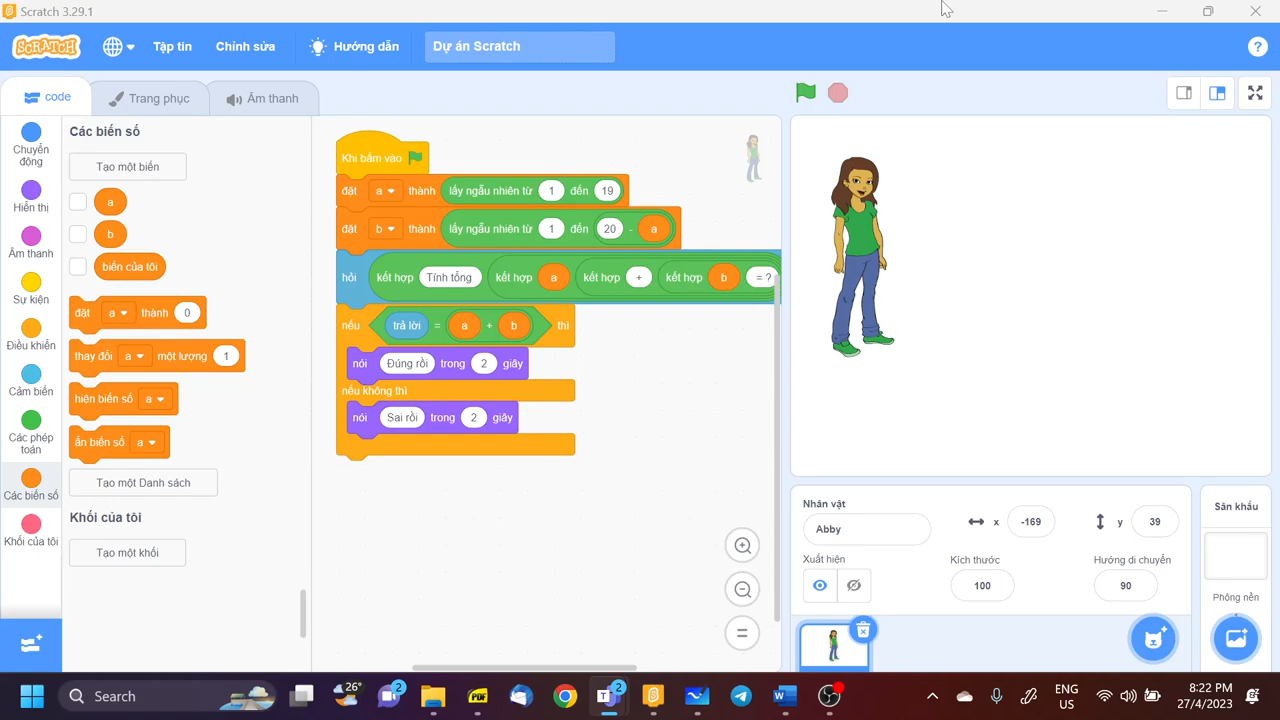 Scratch 3.29.1
SCRATCH
Tập tin
Chỉnh sửa
Hướng dẫn
Dự án Scratch
?
code
Trang phục
Âm thanh
Chuyển động
Hiển thị
Âm thanh
Sự kiện
Điều khiển
Cảm biến
Các phép toán
Các biến số
Khối của tôi
Các biến số
Tạo một biến
a
b
biến của tôi
đặt a thành 0
thay đổi a một lượng 1
hiện biến số a
ẩn biến số a
Tạo một Danh sách
Khối của tôi
Tạo một khối
Khi bấm vào
đặt a thành lấy ngẫu nhiên từ 1 đến 19
đặt b thành lấy ngẫu nhiên từ 1 đến 20 - a
hỏi kết hợp Tính tổng kết hợp a kết hợp + kết hợp b = ?
nếu trả lời = a + b thì
nói Đúng rồi trong 2 giây
nếu không thì
nói Sai rồi trong 2 giây
Nhân vật
Abby
x -169
y 39
Xuất hiện
Kích thước
100
Hướng di chuyển
90
Sân khấu
Phông nền
Search
26°
2
PDF
2
ENG
US
8:22 PM
27/4/2023